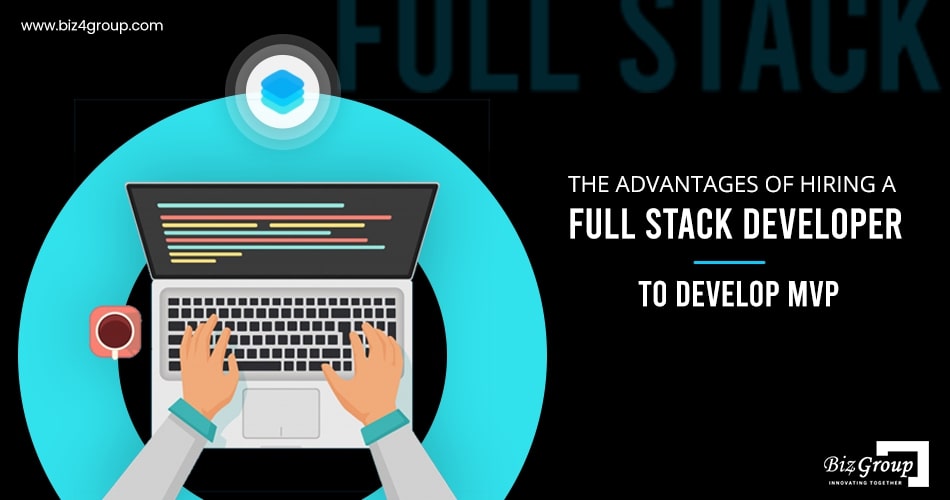 www.biz4group.com
FULL STACK
THE ADVANTAGES OF HIRING A
FULL STACK DEVELOPER
TO DEVELOP MVP
Biz4Group
INNOVATING TOGETHER